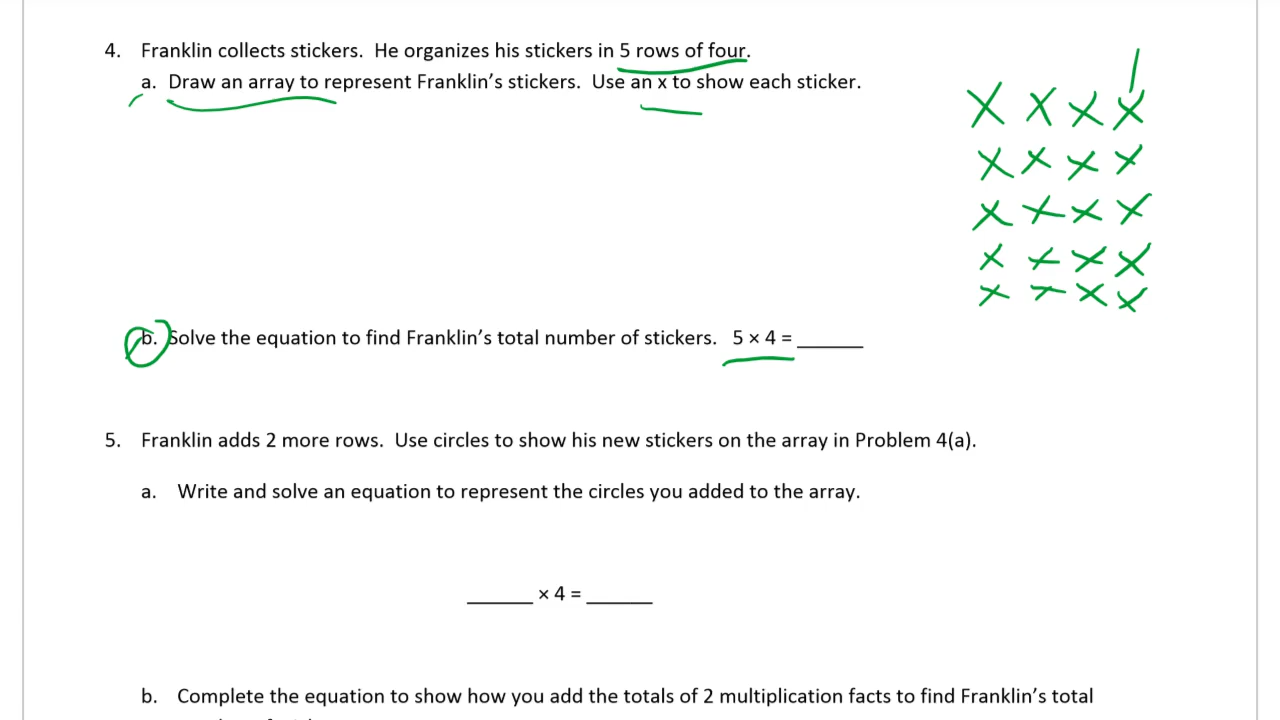 4. Franklin collects stickers. He organizes his stickers in 5 rows of four.
a. Draw an array to represent Franklin's stickers. Use an x to show each sticker.
X X X X
X X X X
X X X X
X X X X
X X X X
b. Solve the equation to find Franklin's total number of stickers. 5 × 4 = ______
5. Franklin adds 2 more rows. Use circles to show his new stickers on the array in Problem 4(a).
a. Write and solve an equation to represent the circles you added to the array.
______ × 4 = ______
b. Complete the equation to show how you add the totals of 2 multiplication facts to find Franklin's total